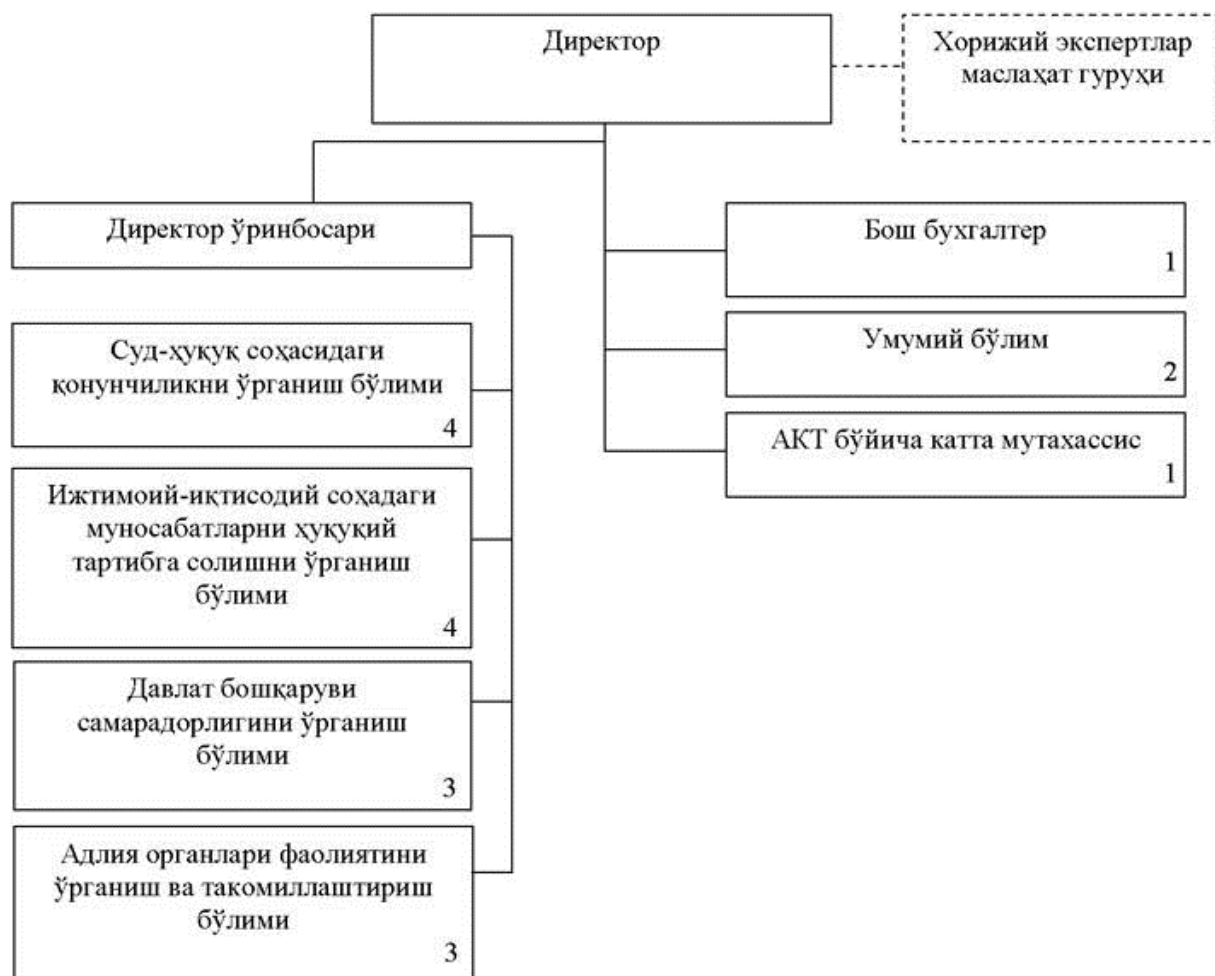 Директор
Хорижий экспертлар
маслаҳат гуруҳи
Директор ўринбосари
Суд-ҳуқуқ соҳасидаги
қонунчиликни ўрганиш бўлими
4
Ижтимоий-иқтисодий соҳадаги
муносабатларни ҳуқуқий
тартибга солишни ўрганиш
бўлими
4
Давлат бошқаруви
самарадорлигини ўрганиш
бўлими
3
Адлия органлари фаолиятини
ўрганиш ва такомиллаштириш
бўлими
3
Бош бухгалтер
1
Умумий бўлим
2
АКТ бўйича катта мутахассис
1